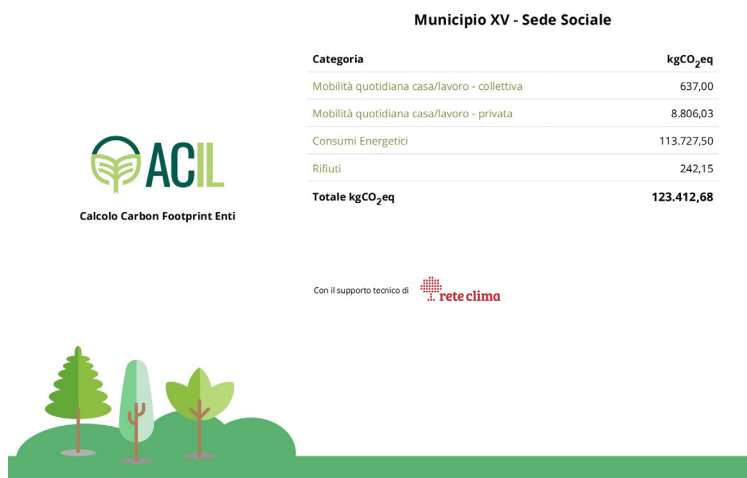 Municipio XV - Sede Sociale
Categoria kgCO2eq
Mobilità quotidiana casa/lavoro - collettiva 637,00
Mobilità quotidiana casa/lavoro - privata 8.806,03
Consumi Energetici 113.727,50
Rifiuti 242,15
Totale kgCO2eq 123.412,68
ACIL
Calcolo Carbon Footprint Enti
Con il supporto tecnico di rete clima